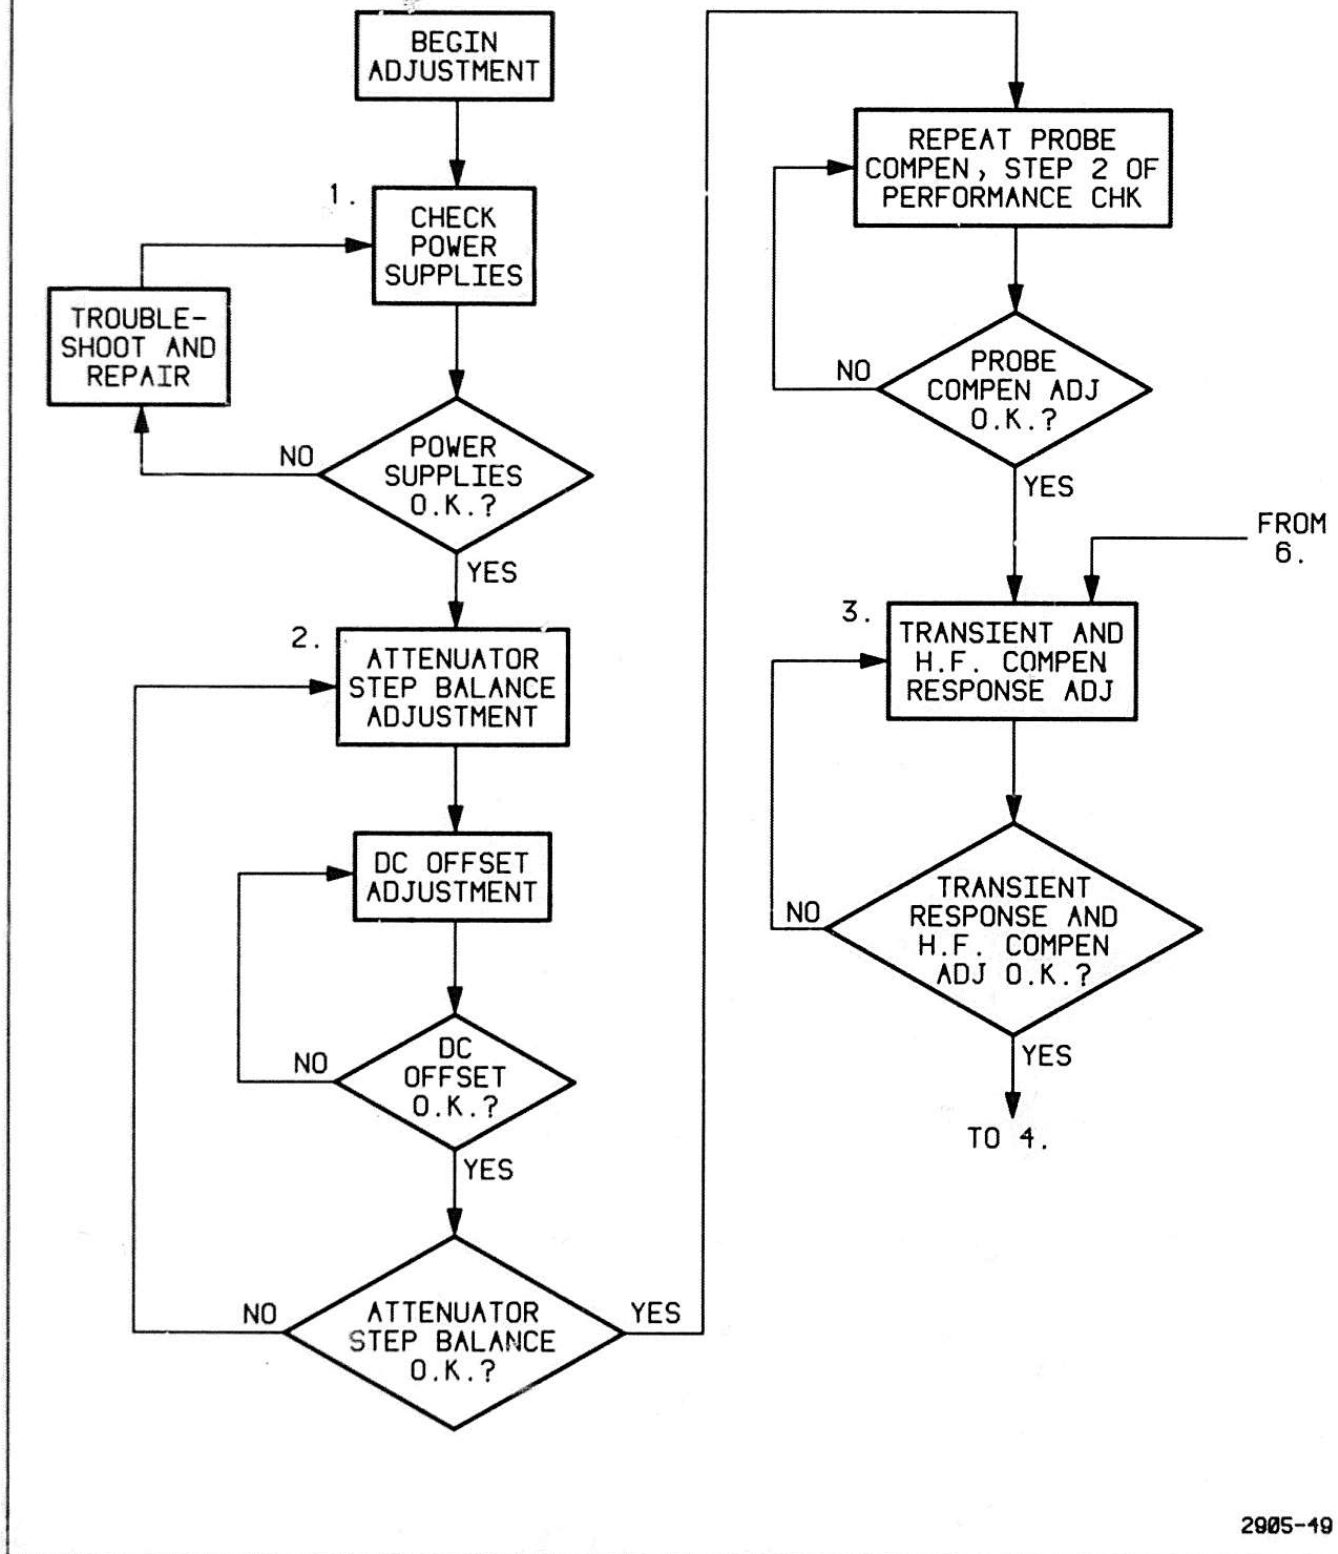 BEGIN
ADJUSTMENT
1.
CHECK
POWER
SUPPLIES
TROUBLE-
SHOOT AND
REPAIR
NO
POWER
SUPPLIES
O.K.?
YES
2.
ATTENUATOR
STEP BALANCE
ADJUSTMENT
DC OFFSET
ADJUSTMENT
NO
DC
OFFSET
O.K.?
YES
NO
ATTENUATOR
STEP BALANCE
O.K.?
YES
REPEAT PROBE
COMPEN, STEP 2 OF
PERFORMANCE CHK
NO
PROBE
COMPEN ADJ
O.K.?
YES
FROM
6.
3.
TRANSIENT AND
H.F. COMPEN
RESPONSE ADJ
NO
TRANSIENT
RESPONSE AND
H.F. COMPEN
ADJ O.K.?
YES
TO 4.
2905-49